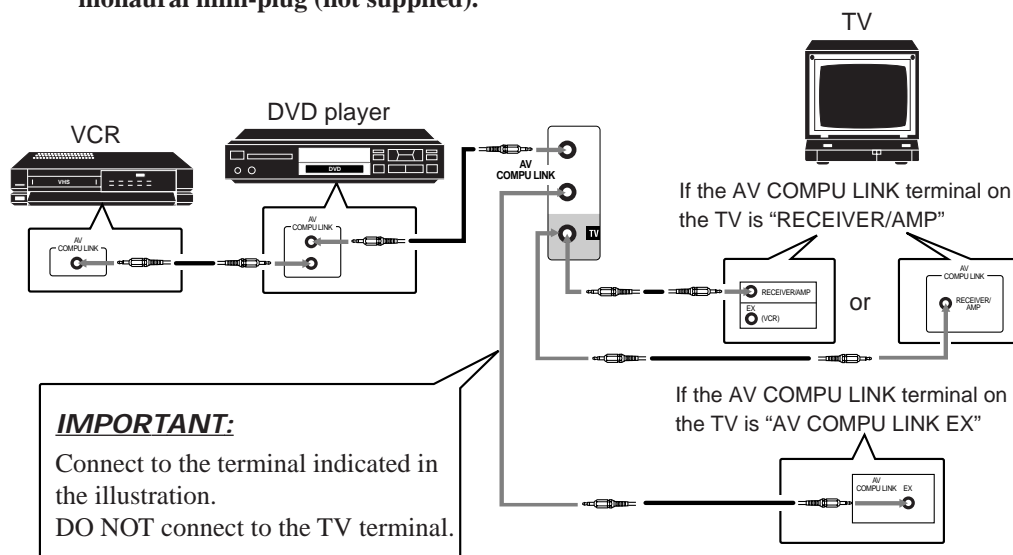 monaural mini-plug (not supplied).
TV
DVD player
VCR
VHS
DVD
AV
COMPU LINK
TV
AV
COMPU LINK
AV
COMPU LINK
If the AV COMPU LINK terminal on
the TV is “RECEIVER/AMP”
RECEIVER/AMP
EX
(VCR)
or
AV
COMPU LINK
RECEIVER/
AMP
If the AV COMPU LINK terminal on
the TV is “AV COMPU LINK EX”
AV
COMPU LINK EX
IMPORTANT:
Connect to the terminal indicated in
the illustration.
DO NOT connect to the TV terminal.